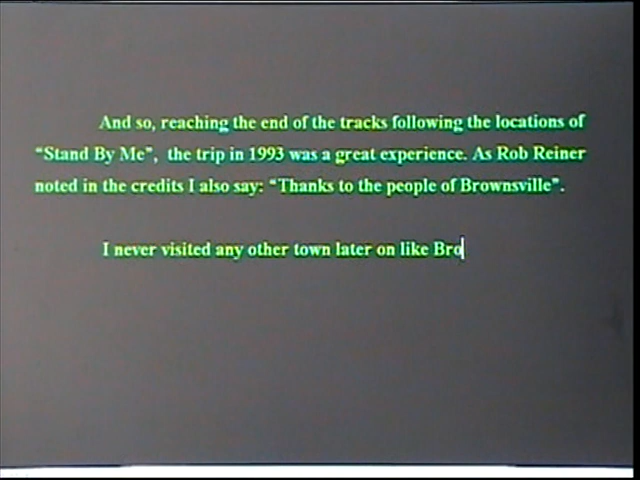 And so, reaching the end of the tracks following the locations of
“Stand By Me”, the trip in 1993 was a great experience. As Rob Reiner
noted in the credits I also say: “Thanks to the people of Brownsville”.
I never visited any other town later on like Bro